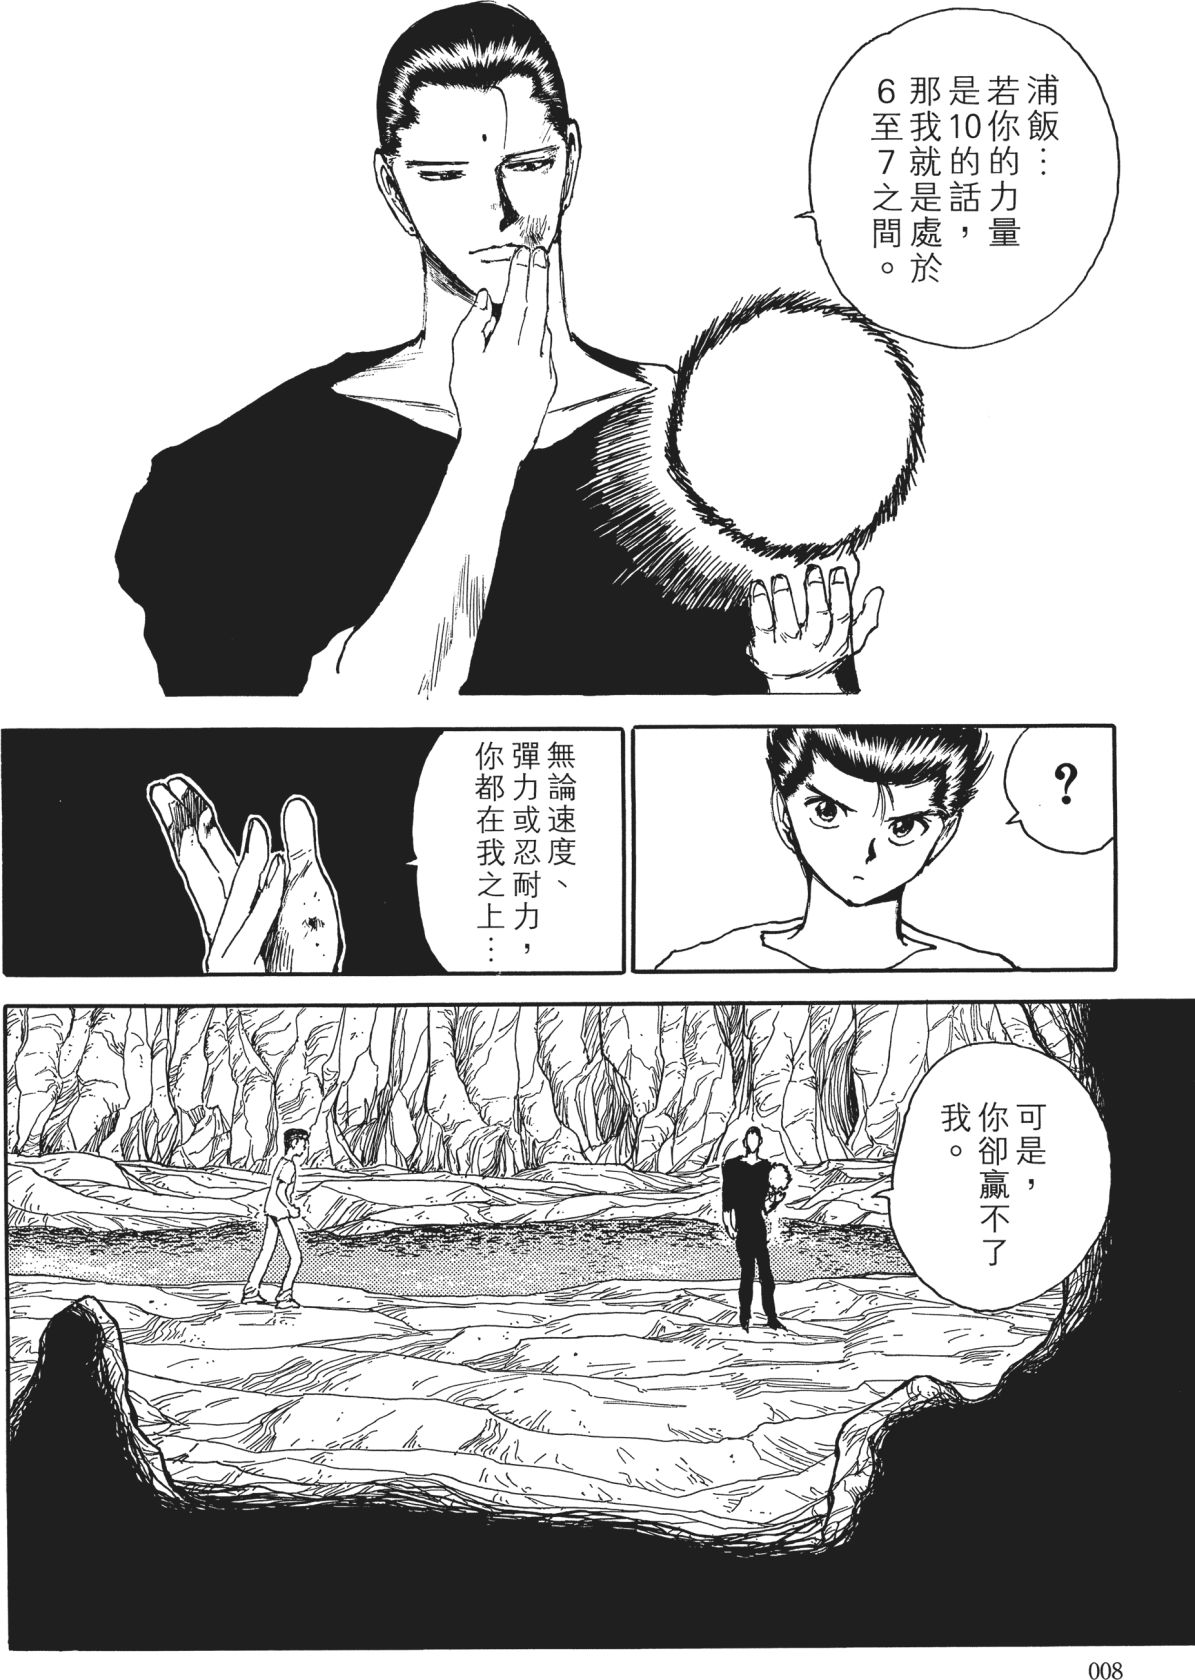 浦飯…
若你的力量
是10的話，
那我就是處於
6至7之間。
？
無論速度、
彈力或忍耐力，
你都在我之上…
可是，
你卻贏不了
我。
008